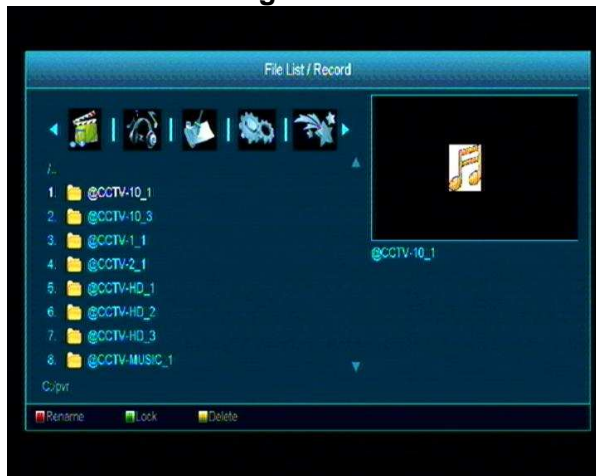 File List / Record
/..
1. @CCTV-10_1
2. @CCTV-10_3
3. @CCTV-1_1
4. @CCTV-2_1
5. @CCTV-HD_1
6. @CCTV-HD_2
7. @CCTV-HD_3
8. @CCTV-MUSIC_1
@CCTV-10_1
C:/pvr
Rename Lock Delete